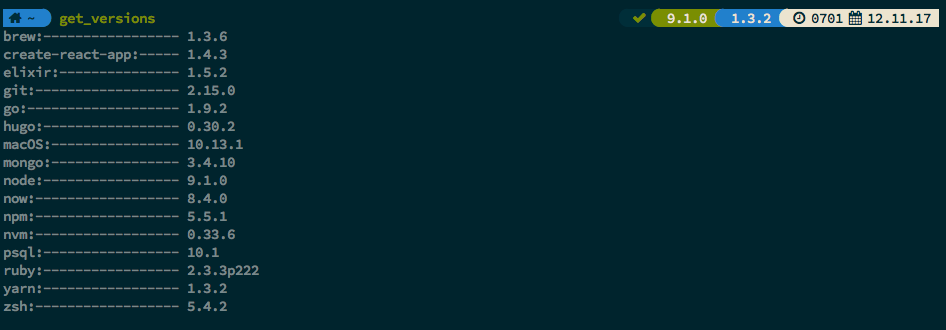 ~ get_versions 9.1.0 1.3.2 0701 12.11.17
brew:----------------- 1.3.6
create-react-app:----- 1.4.3
elixir:--------------- 1.5.2
git:------------------ 2.15.0
go:------------------- 1.9.2
hugo:----------------- 0.30.2
macOS:---------------- 10.13.1
mongo:---------------- 3.4.10
node:----------------- 9.1.0
now:------------------ 8.4.0
npm:------------------ 5.5.1
nvm:------------------ 0.33.6
psql:----------------- 10.1
ruby:----------------- 2.3.3p222
yarn:----------------- 1.3.2
zsh:------------------ 5.4.2